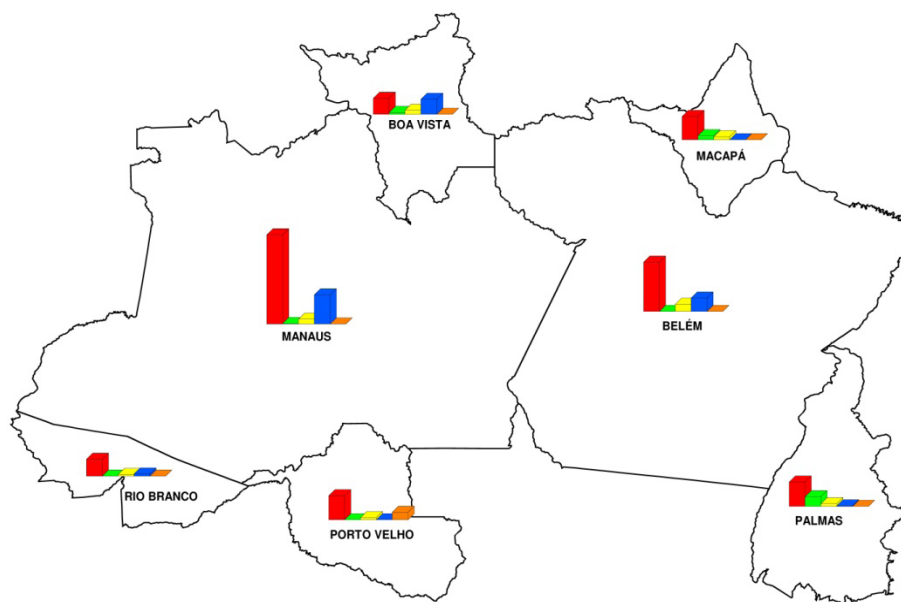 BOA VISTA
MACAPÁ
MANAUS
BELÉM
RIO BRANCO
PORTO VELHO
PALMAS